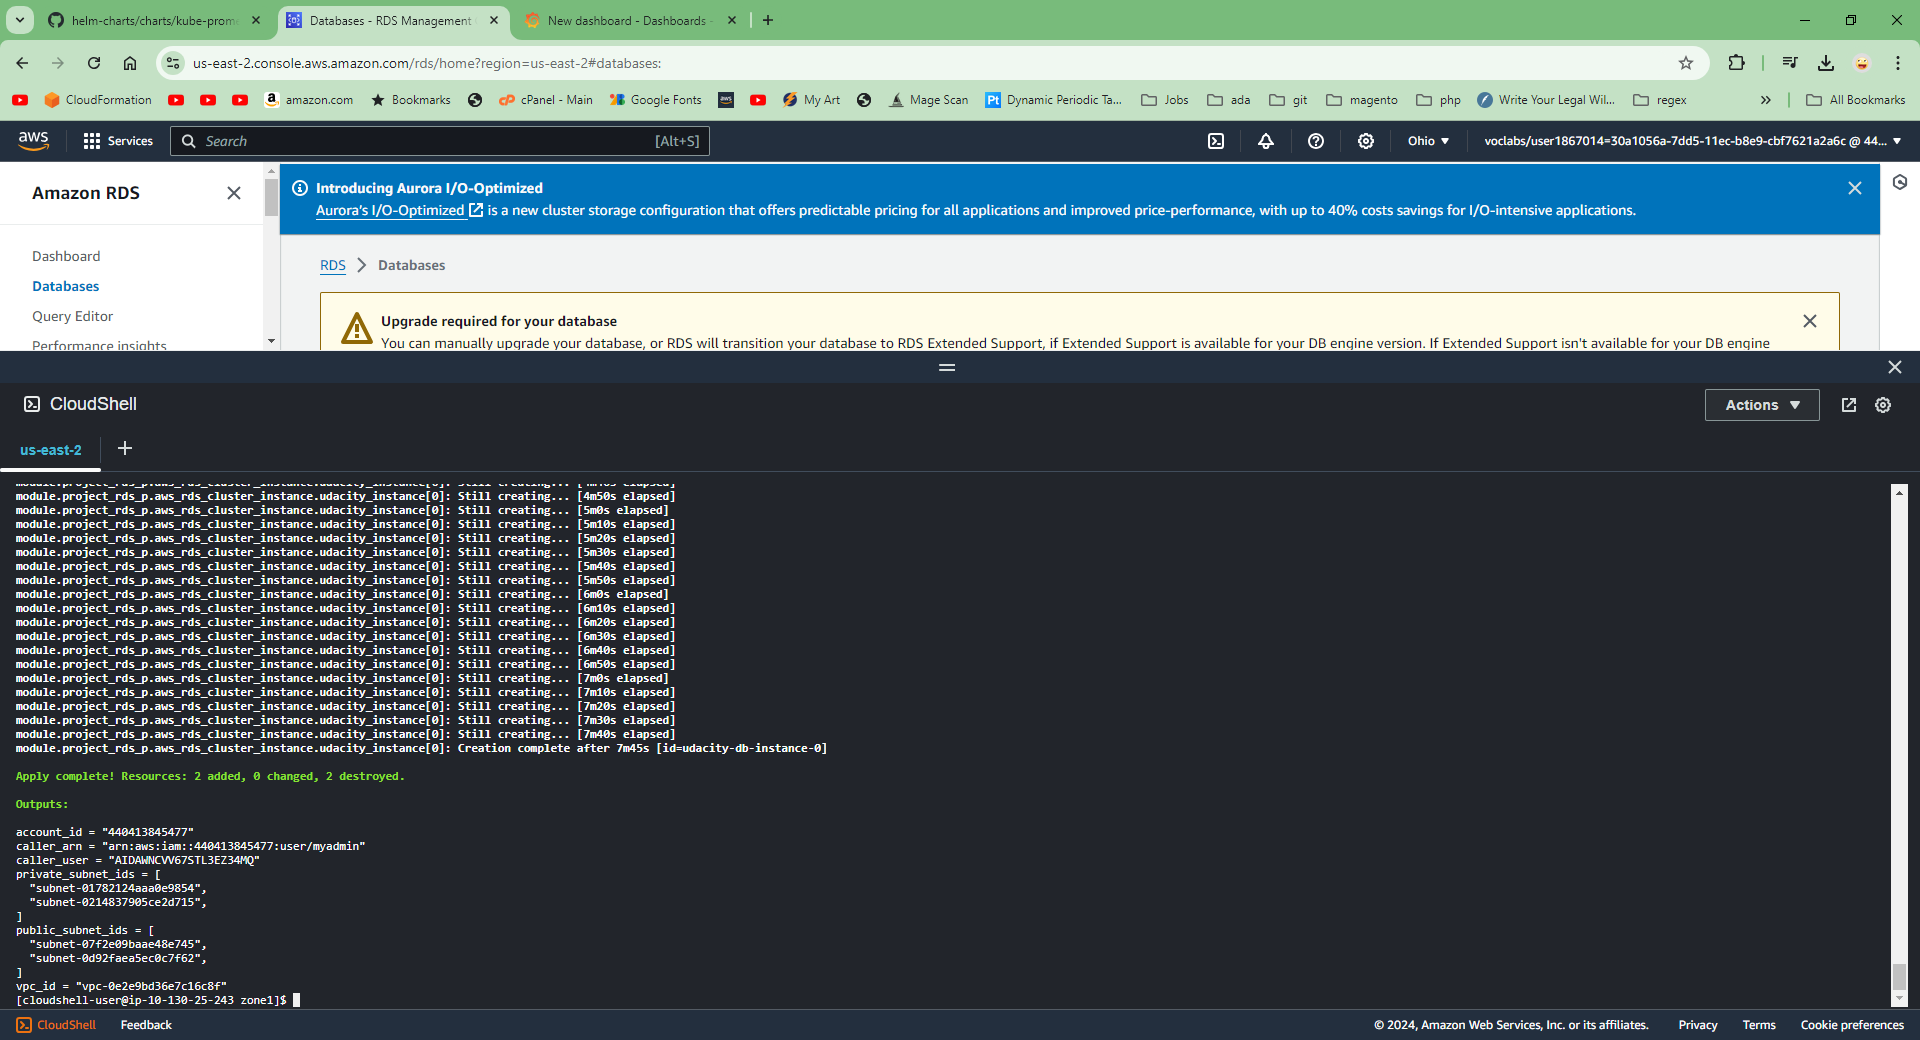 helm-charts/charts/kube-prome
Databases - RDS Management
New dashboard - Dashboards -
us-east-2.console.aws.amazon.com/rds/home?region=us-east-2#databases:
CloudFormation
amazon.com
Bookmarks
cPanel - Main
Google Fonts
My Art
Mage Scan
Dynamic Periodic Ta...
Jobs
ada
git
magento
php
Write Your Legal Wil...
regex
All Bookmarks
aws
Services
Search
[Alt+S]
Ohio
voclabs/user1867014=30a1056a-7dd5-11ec-b8e9-cbf7621a2a6c @ 44...
Amazon RDS
Introducing Aurora I/O-Optimized
Aurora's I/O-Optimized is a new cluster storage configuration that offers predictable pricing for all applications and improved price-performance, with up to 40% costs savings for I/O-intensive applications.
Dashboard
Databases
Query Editor
Performance insights
RDS
Databases
Upgrade required for your database
You can manually upgrade your database, or RDS will transition your database to RDS Extended Support, if Extended Support is available for your DB engine version. If Extended Support isn't available for your DB engine
CloudShell
Actions
us-east-2
module.project_rds_p.aws_rds_cluster_instance.udacity_instance[0]: Still creating... [4m40s elapsed]
module.project_rds_p.aws_rds_cluster_instance.udacity_instance[0]: Still creating... [4m50s elapsed]
module.project_rds_p.aws_rds_cluster_instance.udacity_instance[0]: Still creating... [5m0s elapsed]
module.project_rds_p.aws_rds_cluster_instance.udacity_instance[0]: Still creating... [5m10s elapsed]
module.project_rds_p.aws_rds_cluster_instance.udacity_instance[0]: Still creating... [5m20s elapsed]
module.project_rds_p.aws_rds_cluster_instance.udacity_instance[0]: Still creating... [5m30s elapsed]
module.project_rds_p.aws_rds_cluster_instance.udacity_instance[0]: Still creating... [5m40s elapsed]
module.project_rds_p.aws_rds_cluster_instance.udacity_instance[0]: Still creating... [5m50s elapsed]
module.project_rds_p.aws_rds_cluster_instance.udacity_instance[0]: Still creating... [6m0s elapsed]
module.project_rds_p.aws_rds_cluster_instance.udacity_instance[0]: Still creating... [6m10s elapsed]
module.project_rds_p.aws_rds_cluster_instance.udacity_instance[0]: Still creating... [6m20s elapsed]
module.project_rds_p.aws_rds_cluster_instance.udacity_instance[0]: Still creating... [6m30s elapsed]
module.project_rds_p.aws_rds_cluster_instance.udacity_instance[0]: Still creating... [6m40s elapsed]
module.project_rds_p.aws_rds_cluster_instance.udacity_instance[0]: Still creating... [6m50s elapsed]
module.project_rds_p.aws_rds_cluster_instance.udacity_instance[0]: Still creating... [7m0s elapsed]
module.project_rds_p.aws_rds_cluster_instance.udacity_instance[0]: Still creating... [7m10s elapsed]
module.project_rds_p.aws_rds_cluster_instance.udacity_instance[0]: Still creating... [7m20s elapsed]
module.project_rds_p.aws_rds_cluster_instance.udacity_instance[0]: Still creating... [7m30s elapsed]
module.project_rds_p.aws_rds_cluster_instance.udacity_instance[0]: Still creating... [7m40s elapsed]
module.project_rds_p.aws_rds_cluster_instance.udacity_instance[0]: Creation complete after 7m45s [id=udacity-db-instance-0]
Apply complete! Resources: 2 added, 0 changed, 2 destroyed.
Outputs:
account_id = "440413845477"
caller_arn = "arn:aws:iam::440413845477:user/myadmin"
caller_user = "AIDAWNCVV67STL3EZ34MQ"
private_subnet_ids = [
"subnet-01782124aaa0e9854",
"subnet-0214837905ce2d715",
]
public_subnet_ids = [
"subnet-07f2e09baae48e745",
"subnet-0d92faea5ec0c7f62",
]
vpc_id = "vpc-0e2e9bd36e7c16c8f"
[cloudshell-user@ip-10-130-25-243 zone1]$
CloudShell
Feedback
© 2024, Amazon Web Services, Inc. or its affiliates.
Privacy
Terms
Cookie preferences